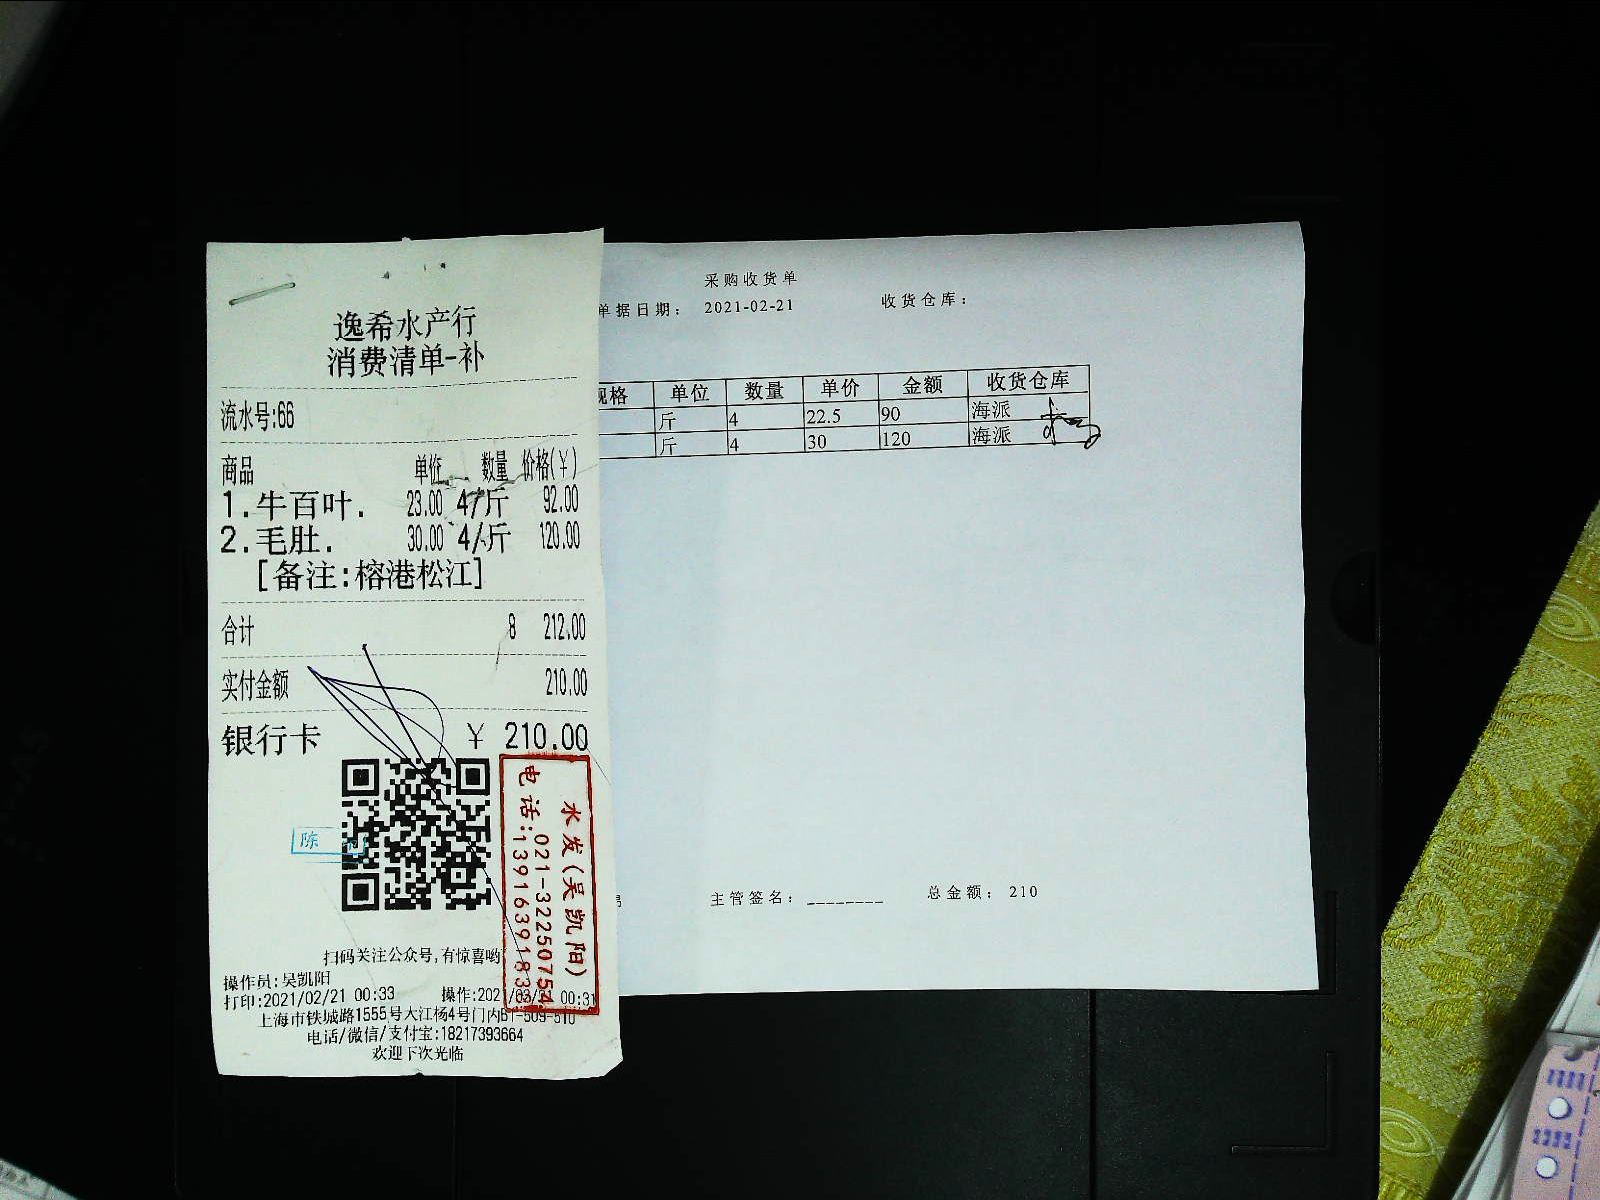 逸希水产行
消费清单-补
流水号:66
商品 单价 数量 价格(￥)
1.牛百叶. 23.00 4/斤 92.00
2.毛肚. 30.00 4/斤 120.00
[备注:榕港松江]
合计 8 212.00
实付金额 210.00
银行卡 ￥ 210.00
陈
水发(吴凯阳)
电话:021-32250754
扫码关注公众号,有惊喜哟
操作员:吴凯阳
打印:2021/02/21 00:33 操作:202 00:31
上海市铁城路1555号大江杨4号门内B1-509-510
电话/微信/支付宝:18217393664
欢迎下次光临
采购收货单
单据日期: 2021-02-21 收货仓库:
规格 单位 数量 单价 金额 收货仓库
斤 4 22.5 90 海派
斤 4 30 120 海派
主管签名: ________ 总金额: 210